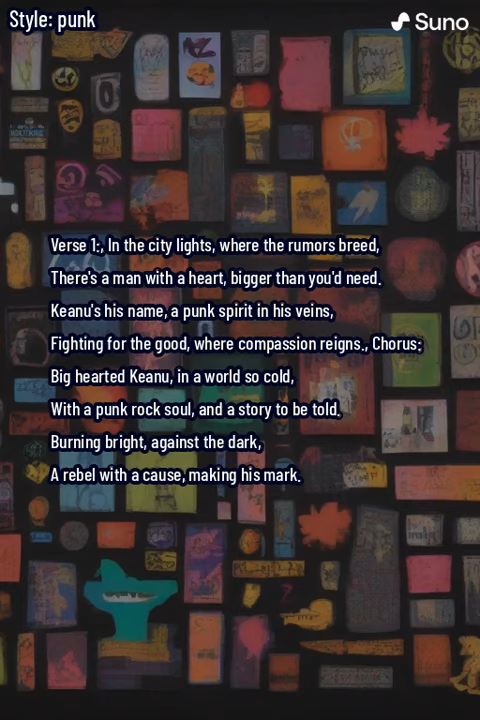 Style: punk
Suno
Verse 1:, In the city lights, where the rumors breed,
There's a man with a heart, bigger than you'd need.
Keanu's his name, a punk spirit in his veins,
Fighting for the good, where compassion reigns., Chorus:
Big hearted Keanu, in a world so cold,
With a punk rock soul, and a story to be told.
Burning bright, against the dark,
A rebel with a cause, making his mark.